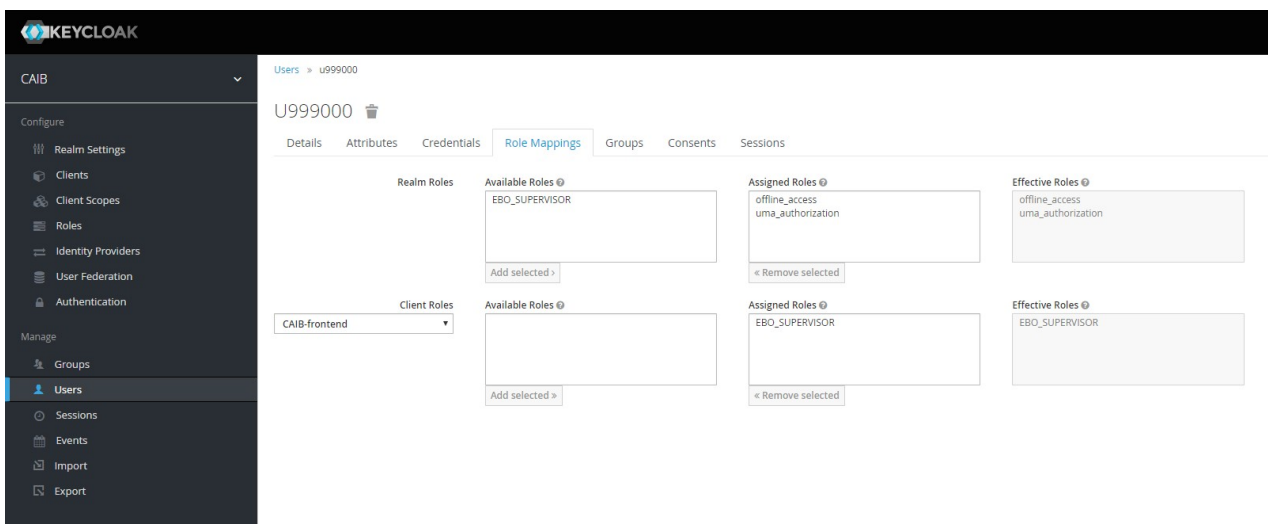 KEYCLOAK
CAIB
Configure
Realm Settings
Clients
Client Scopes
Roles
Identity Providers
User Federation
Authentication
Manage
Groups
Users
Sessions
Events
Import
Export
Users » u999000
U999000
Details Attributes Credentials Role Mappings Groups Consents Sessions
Realm Roles
Available Roles
EBO_SUPERVISOR
Add selected ›
Assigned Roles
offline_access
uma_authorization
« Remove selected
Effective Roles
offline_access
uma_authorization
Client Roles
CAIB-frontend
Available Roles
Add selected »
Assigned Roles
EBO_SUPERVISOR
« Remove selected
Effective Roles
EBO_SUPERVISOR